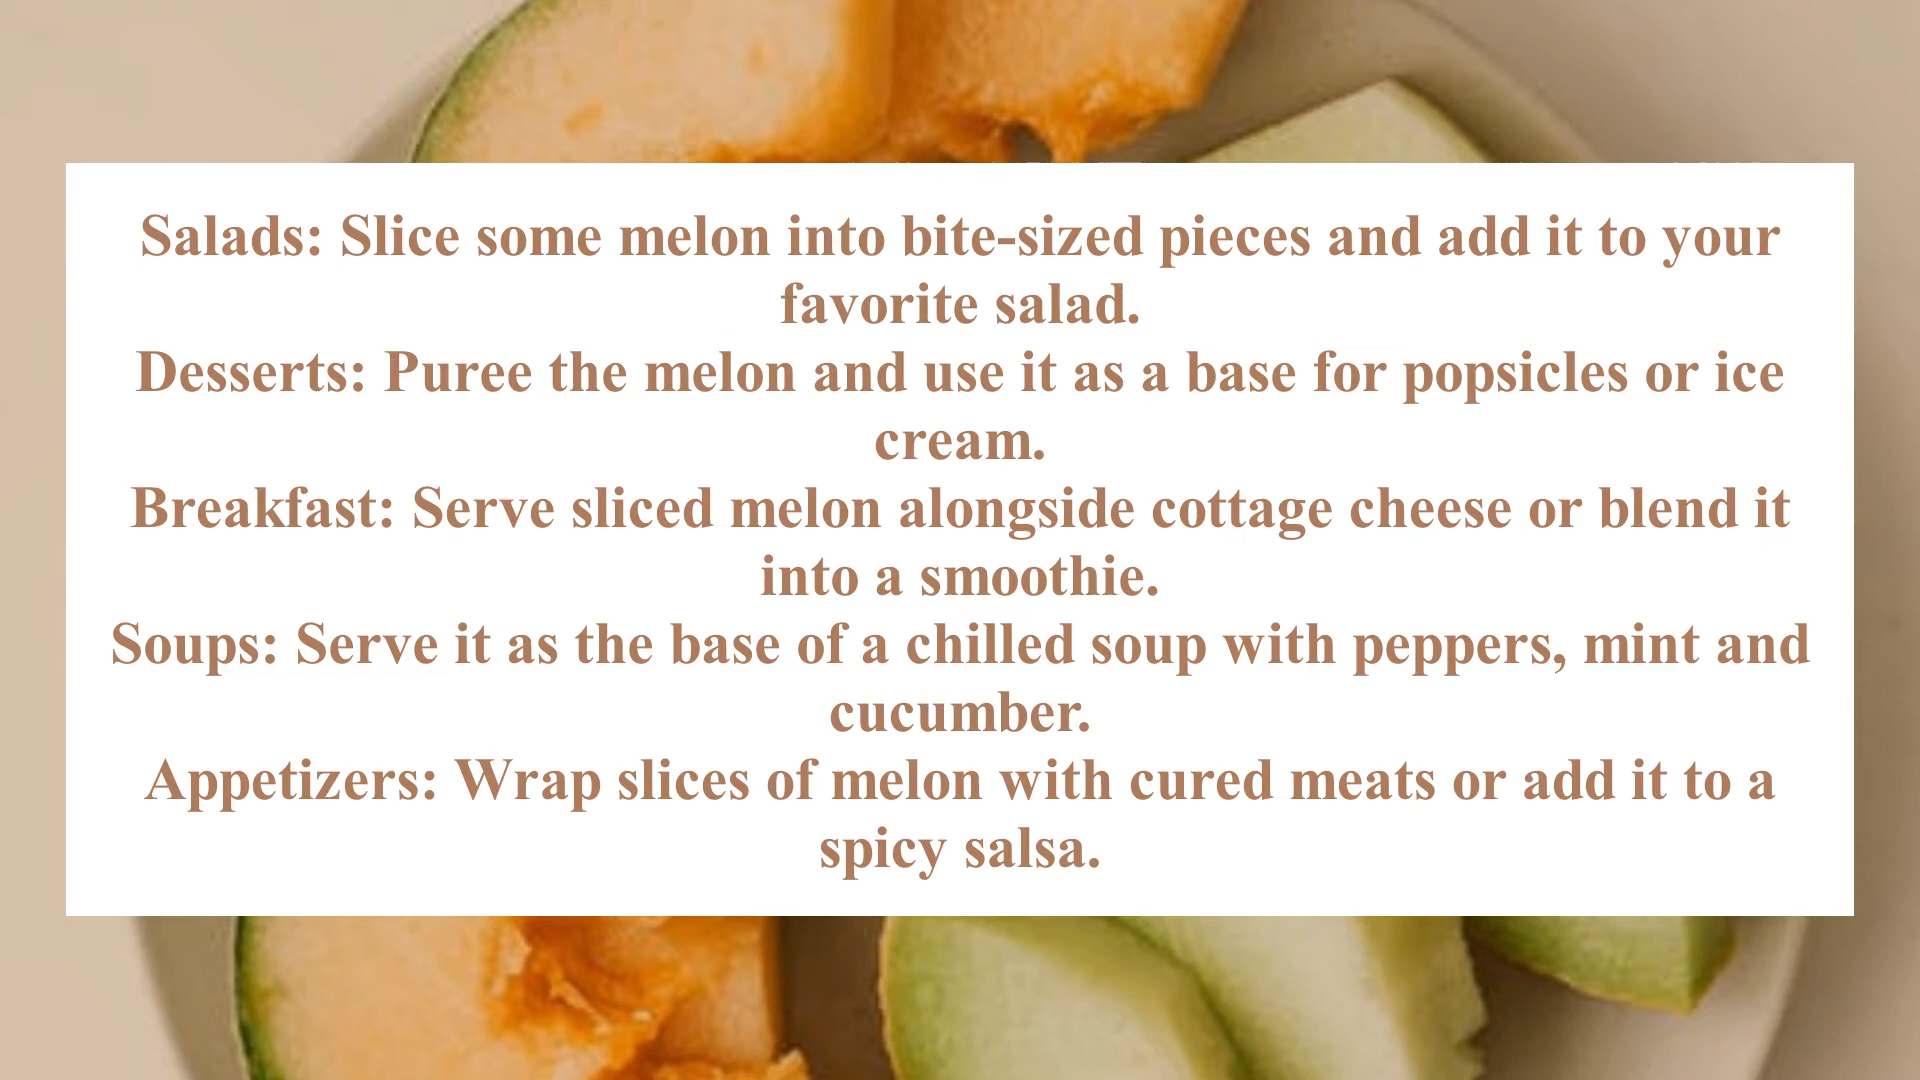 Salads: Slice some melon into bite-sized pieces and add it to your
favorite salad.
Desserts: Puree the melon and use it as a base for popsicles or ice
cream.
Breakfast: Serve sliced melon alongside cottage cheese or blend it
into a smoothie.
Soups: Serve it as the base of a chilled soup with peppers, mint and
cucumber.
Appetizers: Wrap slices of melon with cured meats or add it to a
spicy salsa.